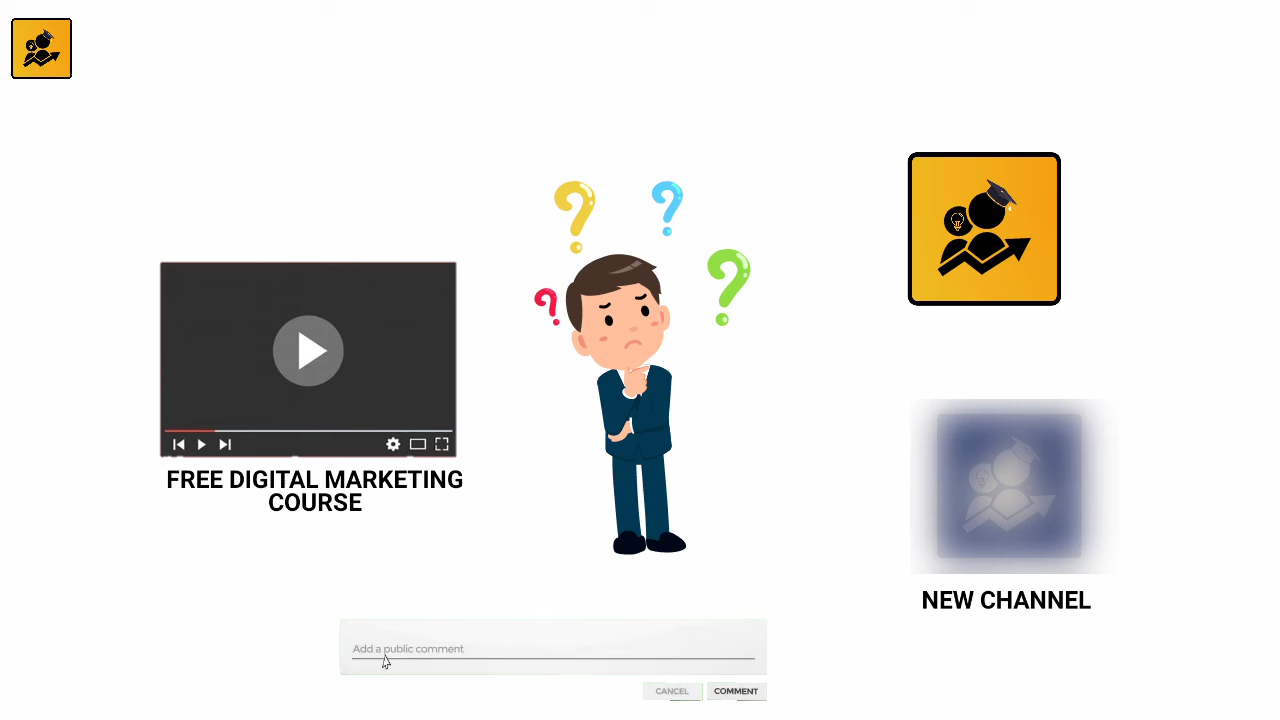 FREE DIGITAL MARKETING
COURSE
NEW CHANNEL
Add a public comment
CANCEL
COMMENT